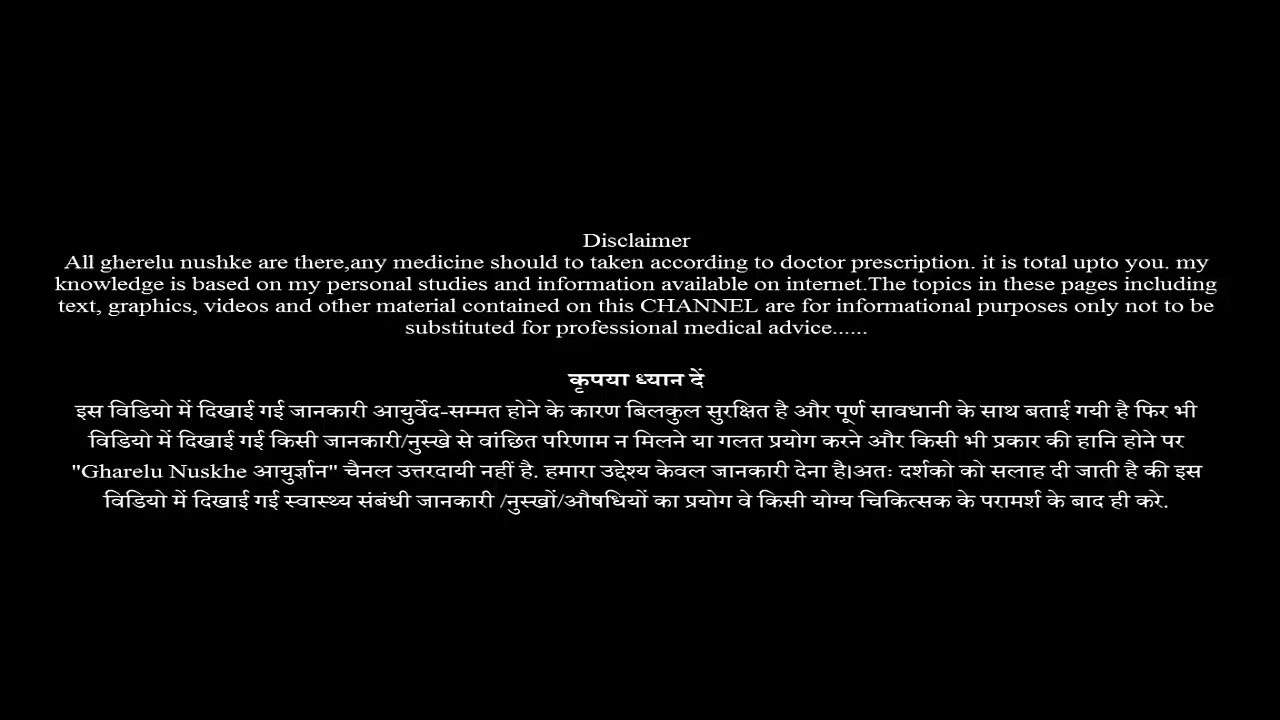 Disclaimer
All gherelu nushke are there,any medicine should to taken according to doctor prescription. it is total upto you. my
knowledge is based on my personal studies and information available on internet.The topics in these pages including
text, graphics, videos and other material contained on this CHANNEL are for informational purposes only not to be
substituted for professional medical advice......
कृपया ध्यान दें
इस विडियो में दिखाई गई जानकारी आयुर्वेद-सम्मत होने के कारण बिलकुल सुरक्षित है और पूर्ण सावधानी के साथ बताई गयी है फिर भी
विडियो में दिखाई गई किसी जानकारी/नुस्खे से वांछित परिणाम न मिलने या गलत प्रयोग करने और किसी भी प्रकार की हानि होने पर
"Gharelu Nuskhe आयुर्ज्ञान" चैनल उत्तरदायी नहीं है. हमारा उद्देश्य केवल जानकारी देना है।अतः दर्शको को सलाह दी जाती है की इस
विडियो में दिखाई गई स्वास्थ्य संबंधी जानकारी /नुस्खों/औषधियों का प्रयोग वे किसी योग्य चिकित्सक के परामर्श के बाद ही करे.